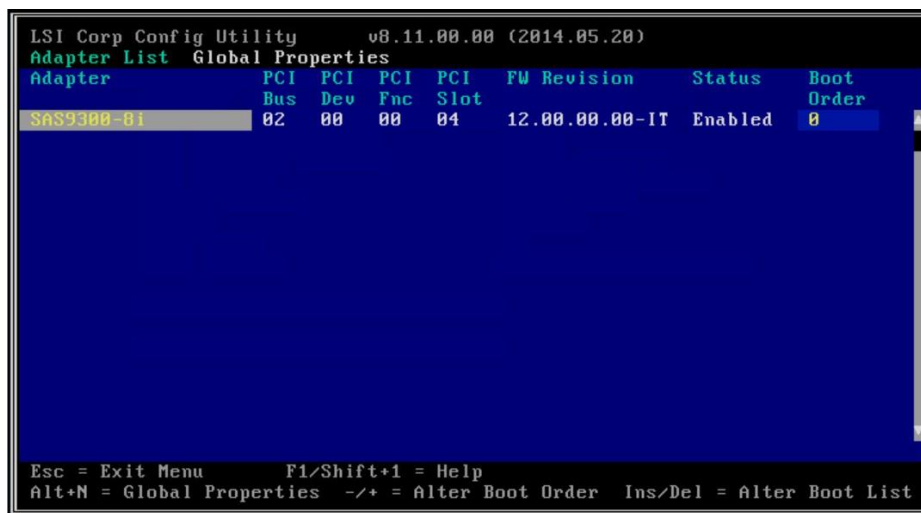 LSI Corp Config Utility v8.11.00.00 (2014.05.20)
Adapter List Global Properties
Adapter PCI PCI PCI PCI FW Revision Status Boot
Bus Dev Fnc Slot Order
SAS9300-8i 02 00 00 04 12.00.00.00-IT Enabled 0
Esc = Exit Menu F1/Shift+1 = Help
Alt+N = Global Properties -/+ = Alter Boot Order Ins/Del = Alter Boot List